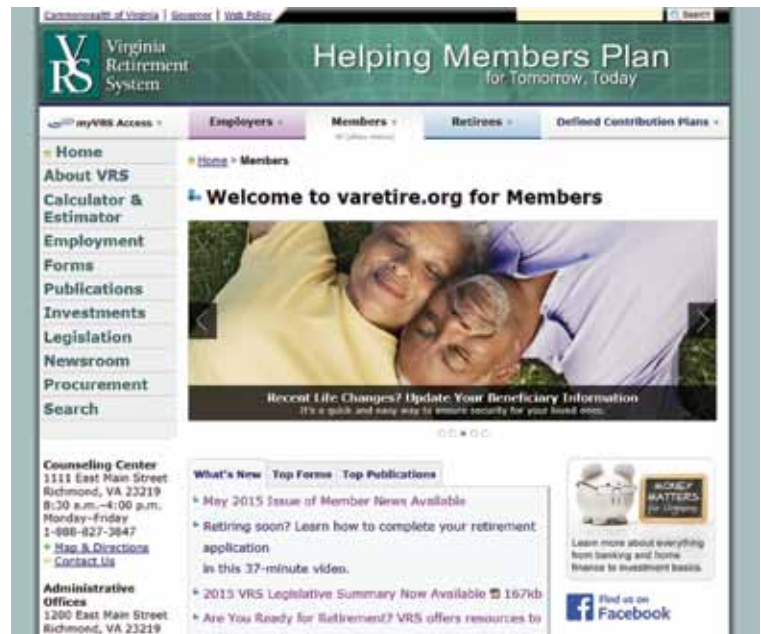 Commonwealth of Virginia | Governor | Web Policy
Search
VRS
Virginia
Retirement
System
Helping Members Plan
for Tomorrow, Today
myVRS Access
Employers
Members
Retirees
Defined Contribution Plans
Home
About VRS
Calculator &
Estimator
Employment
Forms
Publications
Investments
Legislation
Newsroom
Procurement
Search
Home > Members
Welcome to varetire.org for Members
Recent Life Changes? Update Your Beneficiary Information
It's a quick and easy way to ensure security for your loved ones.
Counseling Center
1111 East Main Street
Richmond, VA 23219
8:30 a.m.–4:00 p.m.
Monday–Friday
1-888-827-3847
Map & Directions
Contact Us
Administrative
Offices
1200 East Main Street
Richmond, VA 23219
What's New Top Forms Top Publications
May 2015 Issue of Member News Available
Retiring soon? Learn how to complete your retirement
application
in this 37-minute video.
2015 VRS Legislative Summary Now Available 167kb
Are You Ready for Retirement? VRS offers resources to
MONEY
MATTERS
for Virginians
Learn more about everything
from banking and home
finance to investment basics.
Find us on
Facebook